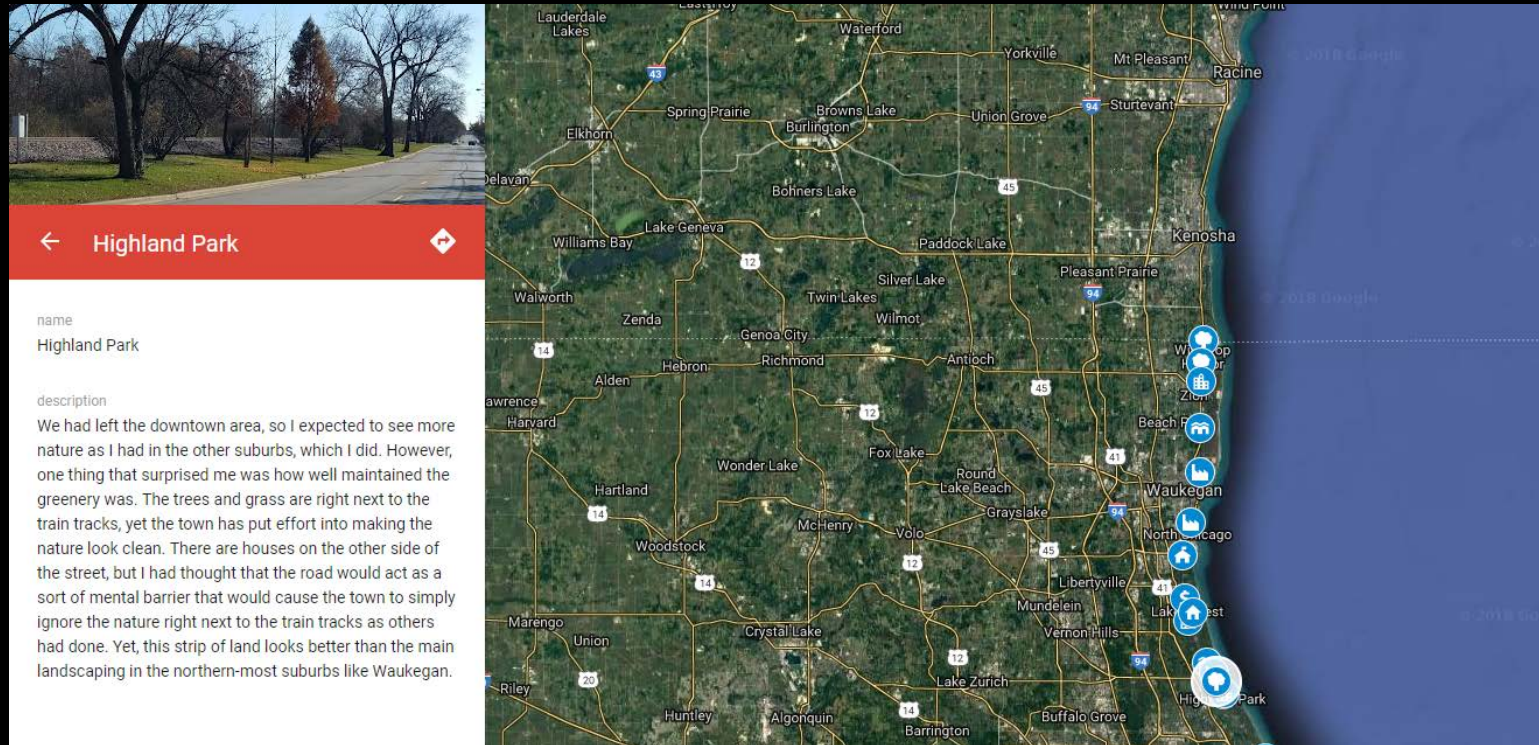 Highland Park
name
Highland Park
description
We had left the downtown area, so I expected to see more
nature as I had in the other suburbs, which I did. However,
one thing that surprised me was how well maintained the
greenery was. The trees and grass are right next to the
train tracks, yet the town has put effort into making the
nature look clean. There are houses on the other side of
the street, but I had thought that the road would act as a
sort of mental barrier that would cause the town to simply
ignore the nature right next to the train tracks as others
had done. Yet, this strip of land looks better than the main
landscaping in the northern-most suburbs like Waukegan.
Wind Point
Lauderdale
Lakes
Waterford
Yorkville
Mt Pleasant
Racine
© 2018 Google
43
Spring Prairie
Browns Lake
Burlington
Union Grove
94
Sturtevant
Elkhorn
Delavan
Bohners Lake
45
Lake Geneva
Williams Bay
12
Paddock Lake
Kenosha
Silver Lake
Pleasant Prairie
94
Walworth
Twin Lakes
© 2018 Google
Zenda
Wilmot
Genoa City
14
Hebron
Richmond
Antioch
Alden
45
Zion
Harvard
12
Beach
Fox Lake
41
Wonder Lake
Round
Lake Beach
Waukegan
Hartland
14
Grayslake
94
McHenry
Volo
Woodstock
45
12
14
Libertyville
41
Mundelein
Marengo
Crystal Lake
Vernon Hills
Union
12
94
20
Lake Zurich
Riley
Park
14
Huntley
Algonquin
Buffalo Grove
Barrington